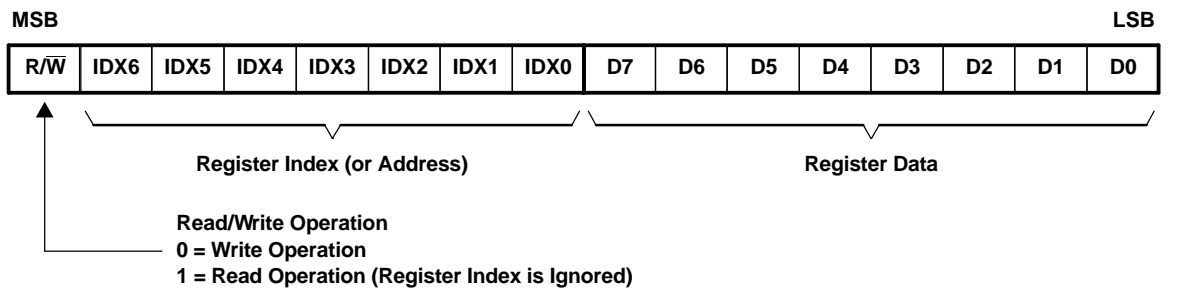 MSB LSB
R/W̅ IDX6 IDX5 IDX4 IDX3 IDX2 IDX1 IDX0 D7 D6 D5 D4 D3 D2 D1 D0
Register Index (or Address) Register Data
Read/Write Operation
0 = Write Operation
1 = Read Operation (Register Index is Ignored)